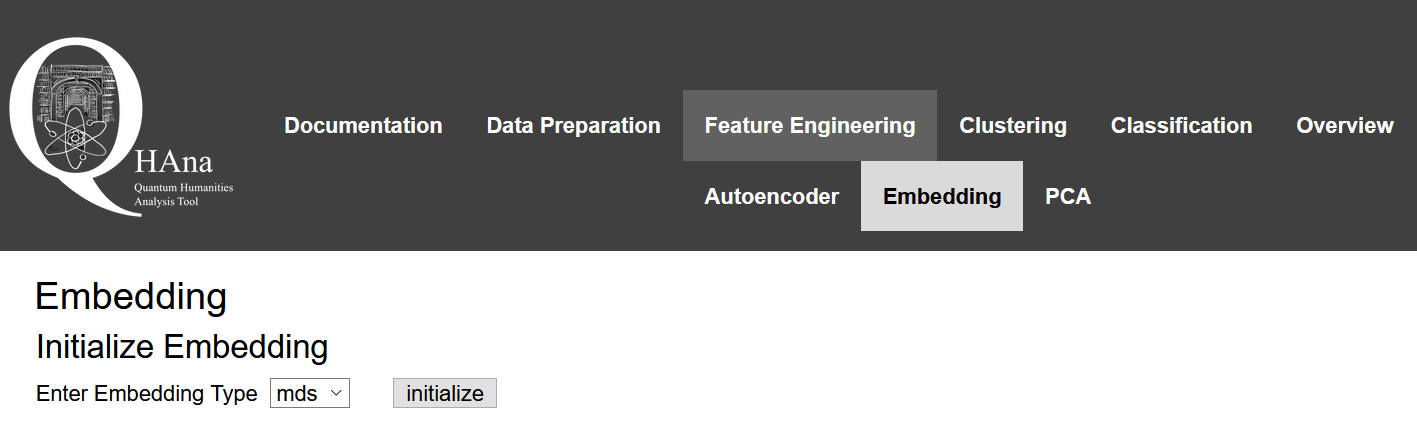 QHAna
Quantum Humanities
Analysis Tool
Documentation Data Preparation Feature Engineering Clustering Classification Overview
Autoencoder Embedding PCA
Embedding
Initialize Embedding
Enter Embedding Type mds initialize